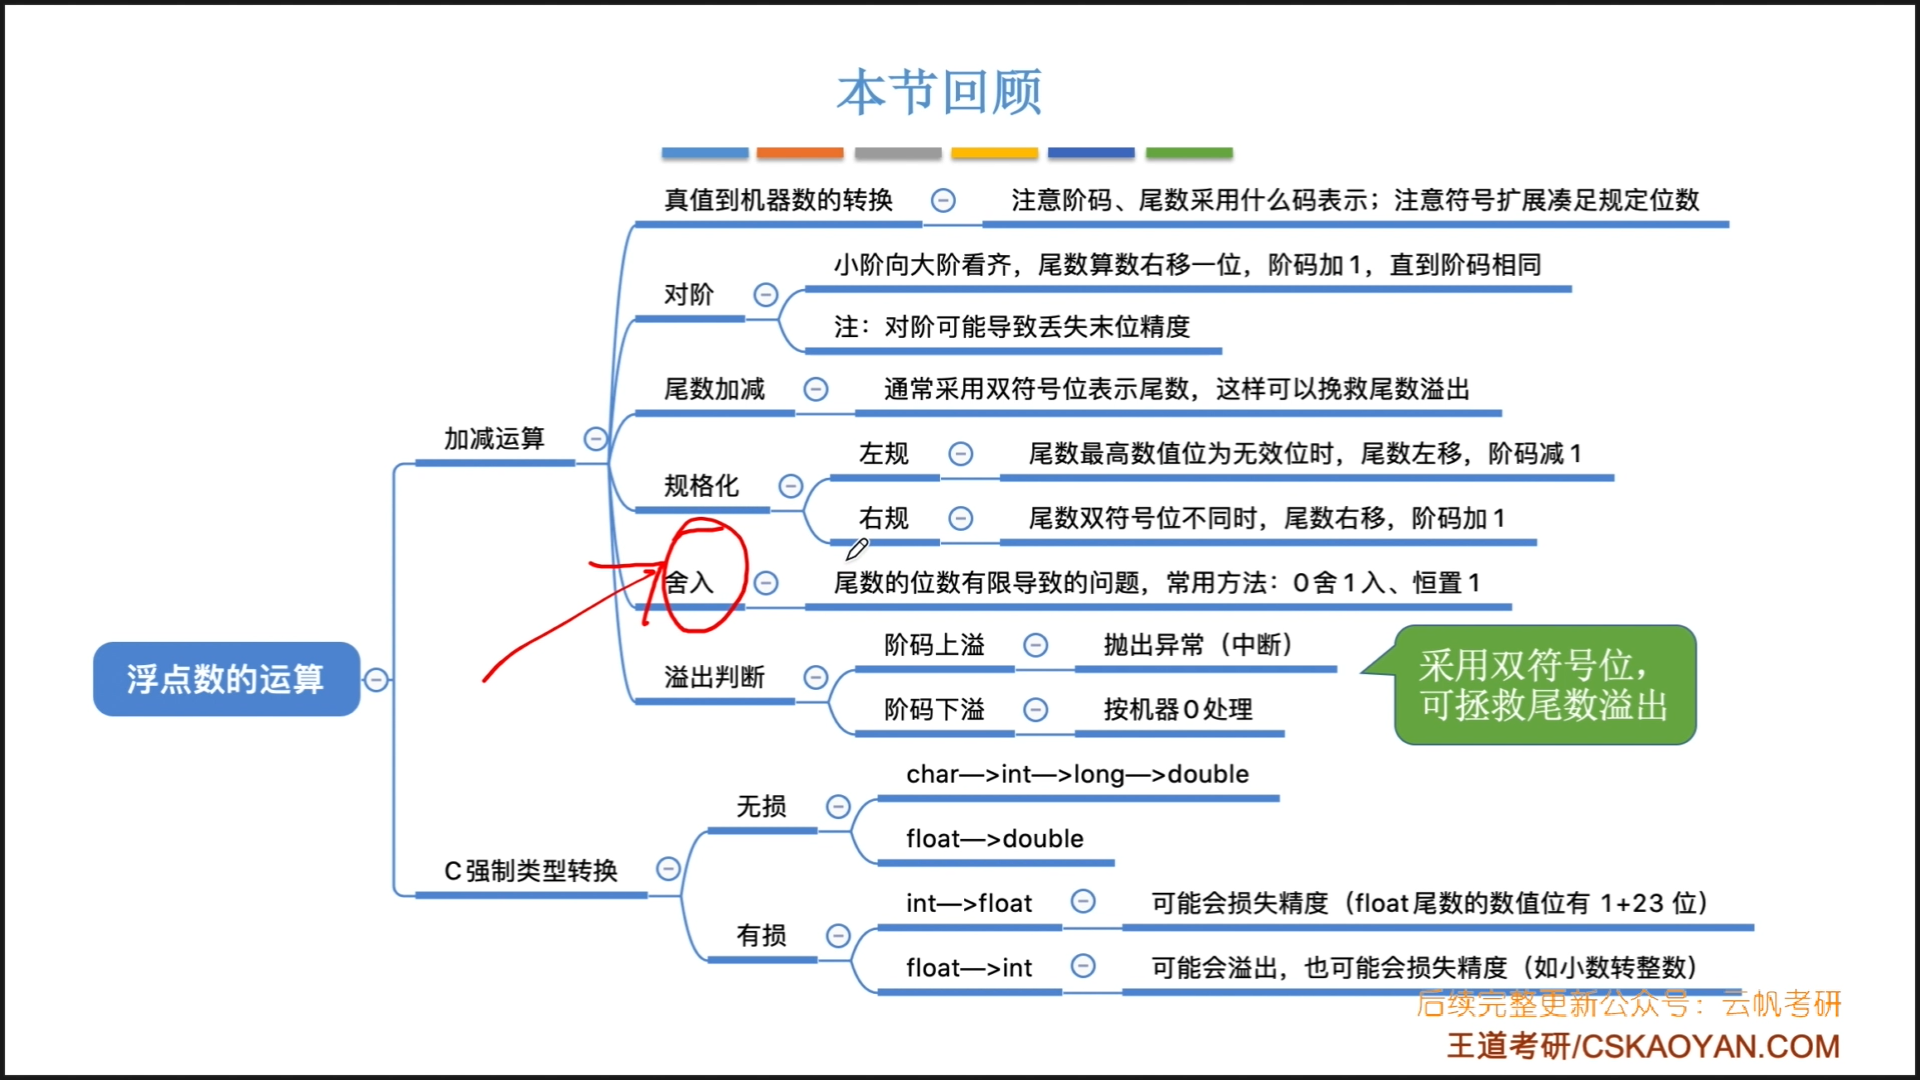 本节回顾
真值到机器数的转换
注意阶码、尾数采用什么码表示；注意符号扩展凑足规定位数
对阶
小阶向大阶看齐，尾数算数右移一位，阶码加1，直到阶码相同
注：对阶可能导致丢失末位精度
尾数加减
通常采用双符号位表示尾数，这样可以挽救尾数溢出
加减运算
规格化
左规
尾数最高数值位为无效位时，尾数左移，阶码减1
右规
尾数双符号位不同时，尾数右移，阶码加1
舍入
尾数的位数有限导致的问题，常用方法：0舍1入、恒置1
溢出判断
阶码上溢
抛出异常（中断）
阶码下溢
按机器0处理
采用双符号位，
可拯救尾数溢出
浮点数的运算
C强制类型转换
无损
char—>int—>long—>double
float—>double
有损
int—>float
可能会损失精度（float尾数的数值位有 1+23 位）
float—>int
可能会溢出，也可能会损失精度（如小数转整数）
后续完整更新公众号：云帆考研
王道考研/CSKAOYAN.COM